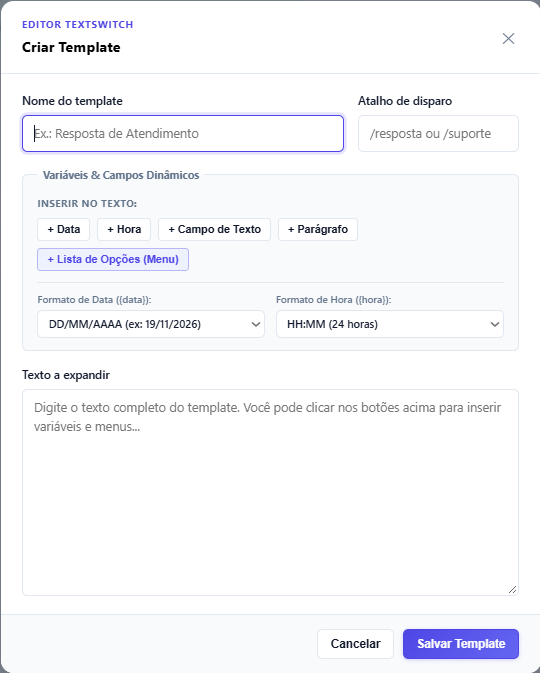 EDITOR TEXTSWITCH
Criar Template
Nome do template
Atalho de disparo
Ex.: Resposta de Atendimento
/resposta ou /suporte
Variáveis & Campos Dinâmicos
INSERIR NO TEXTO:
+ Data
+ Hora
+ Campo de Texto
+ Parágrafo
+ Lista de Opções (Menu)
Formato de Data ({data}):
Formato de Hora ({hora}):
DD/MM/AAAA (ex: 19/11/2026)
HH:MM (24 horas)
Texto a expandir
Digite o texto completo do template. Você pode clicar nos botões acima para inserir
variáveis e menus...
Cancelar
Salvar Template